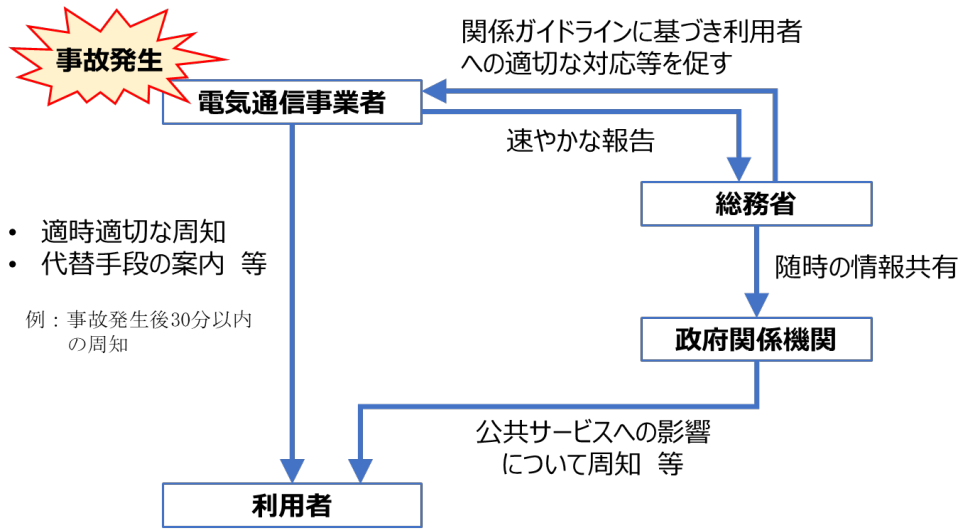 関係ガイドラインに基づき利用者
への適切な対応等を促す
事故発生
電気通信事業者
速やかな報告
総務省
• 適時適切な周知
• 代替手段の案内 等
随時の情報共有
例：事故発生後30分以内
の周知
政府関係機関
公共サービスへの影響
について周知 等
利用者